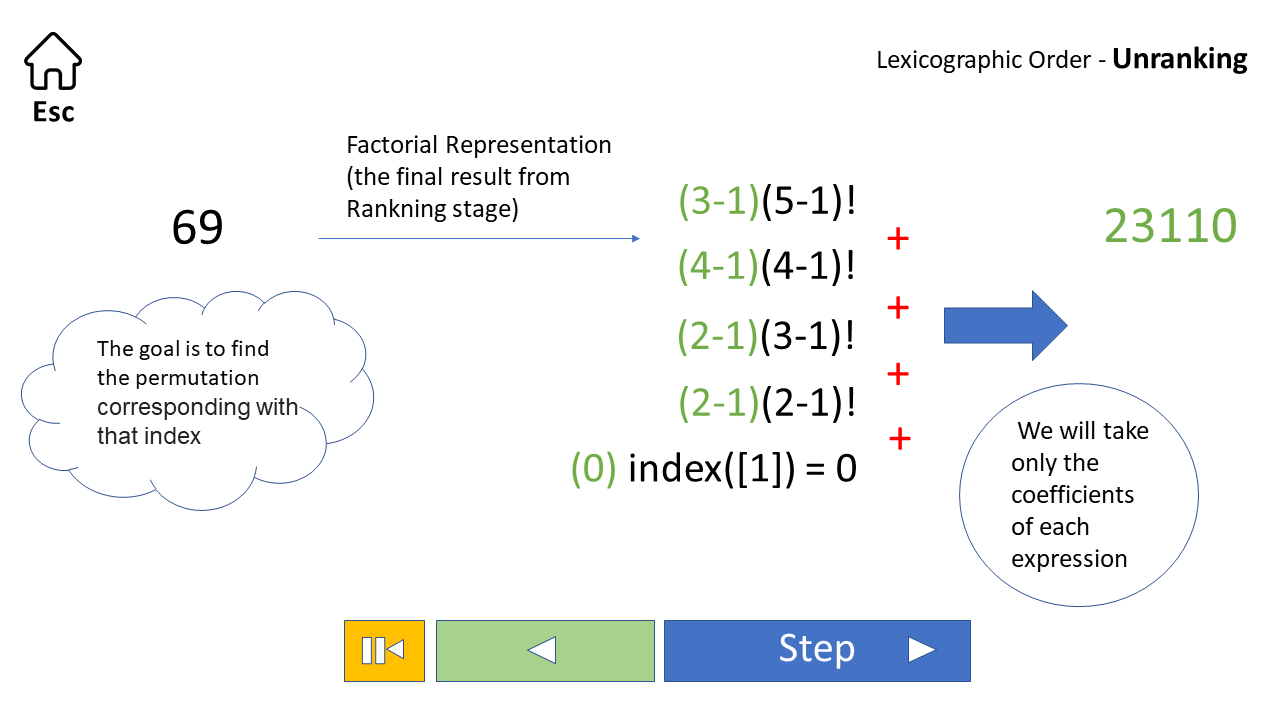 Esc
Lexicographic Order - Unranking
Factorial Representation
(the final result from
Rankning stage)
69
(3-1)(5-1)!
+
(4-1)(4-1)!
+
(2-1)(3-1)!
+
(2-1)(2-1)!
+
(0) index([1]) = 0
23110
The goal is to find
the permutation
corresponding with
that index
We will take
only the
coefficients
of each
expression
Step